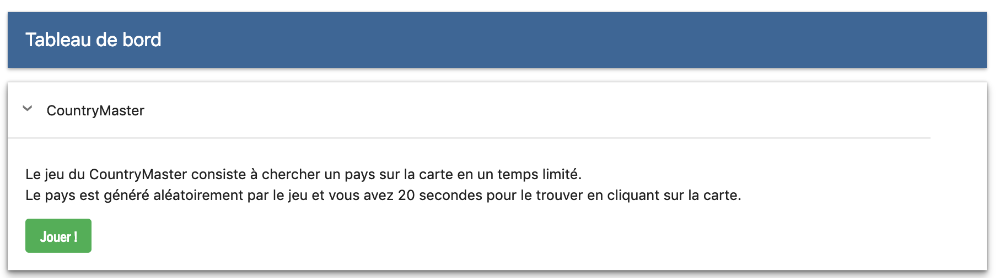 Tableau de bord
CountryMaster
Le jeu du CountryMaster consiste à chercher un pays sur la carte en un temps limité.
Le pays est généré aléatoirement par le jeu et vous avez 20 secondes pour le trouver en cliquant sur la carte.
Jouer !